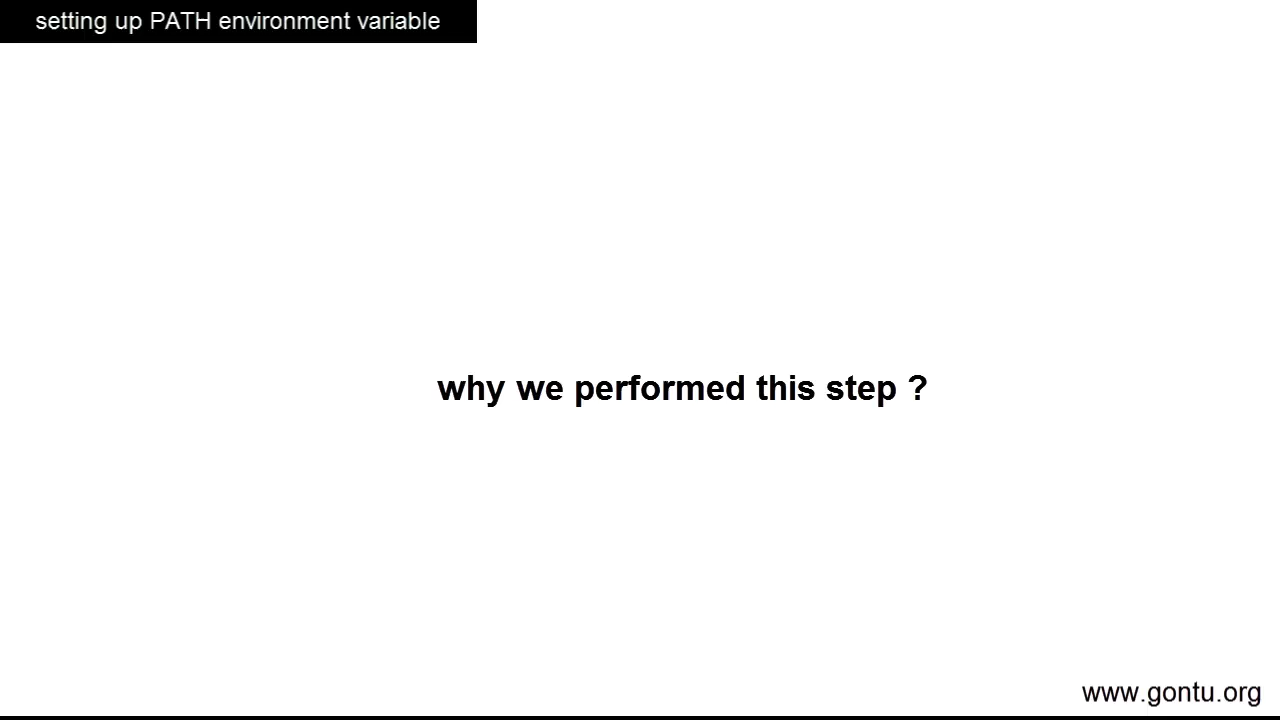 setting up PATH environment variable
why we performed this step ?
www.gontu.org